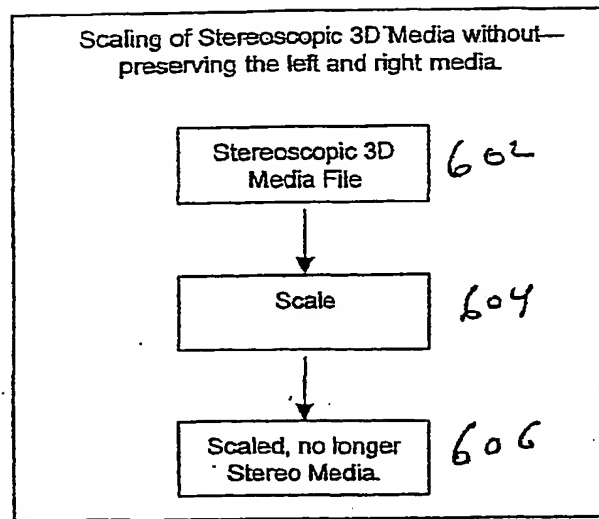 Scaling of Stereoscopic 3D Media without—
preserving the left and right media.
Stereoscopic 3D
Media File
602
Scale
604
Scaled, no longer
Stereo Media.
606